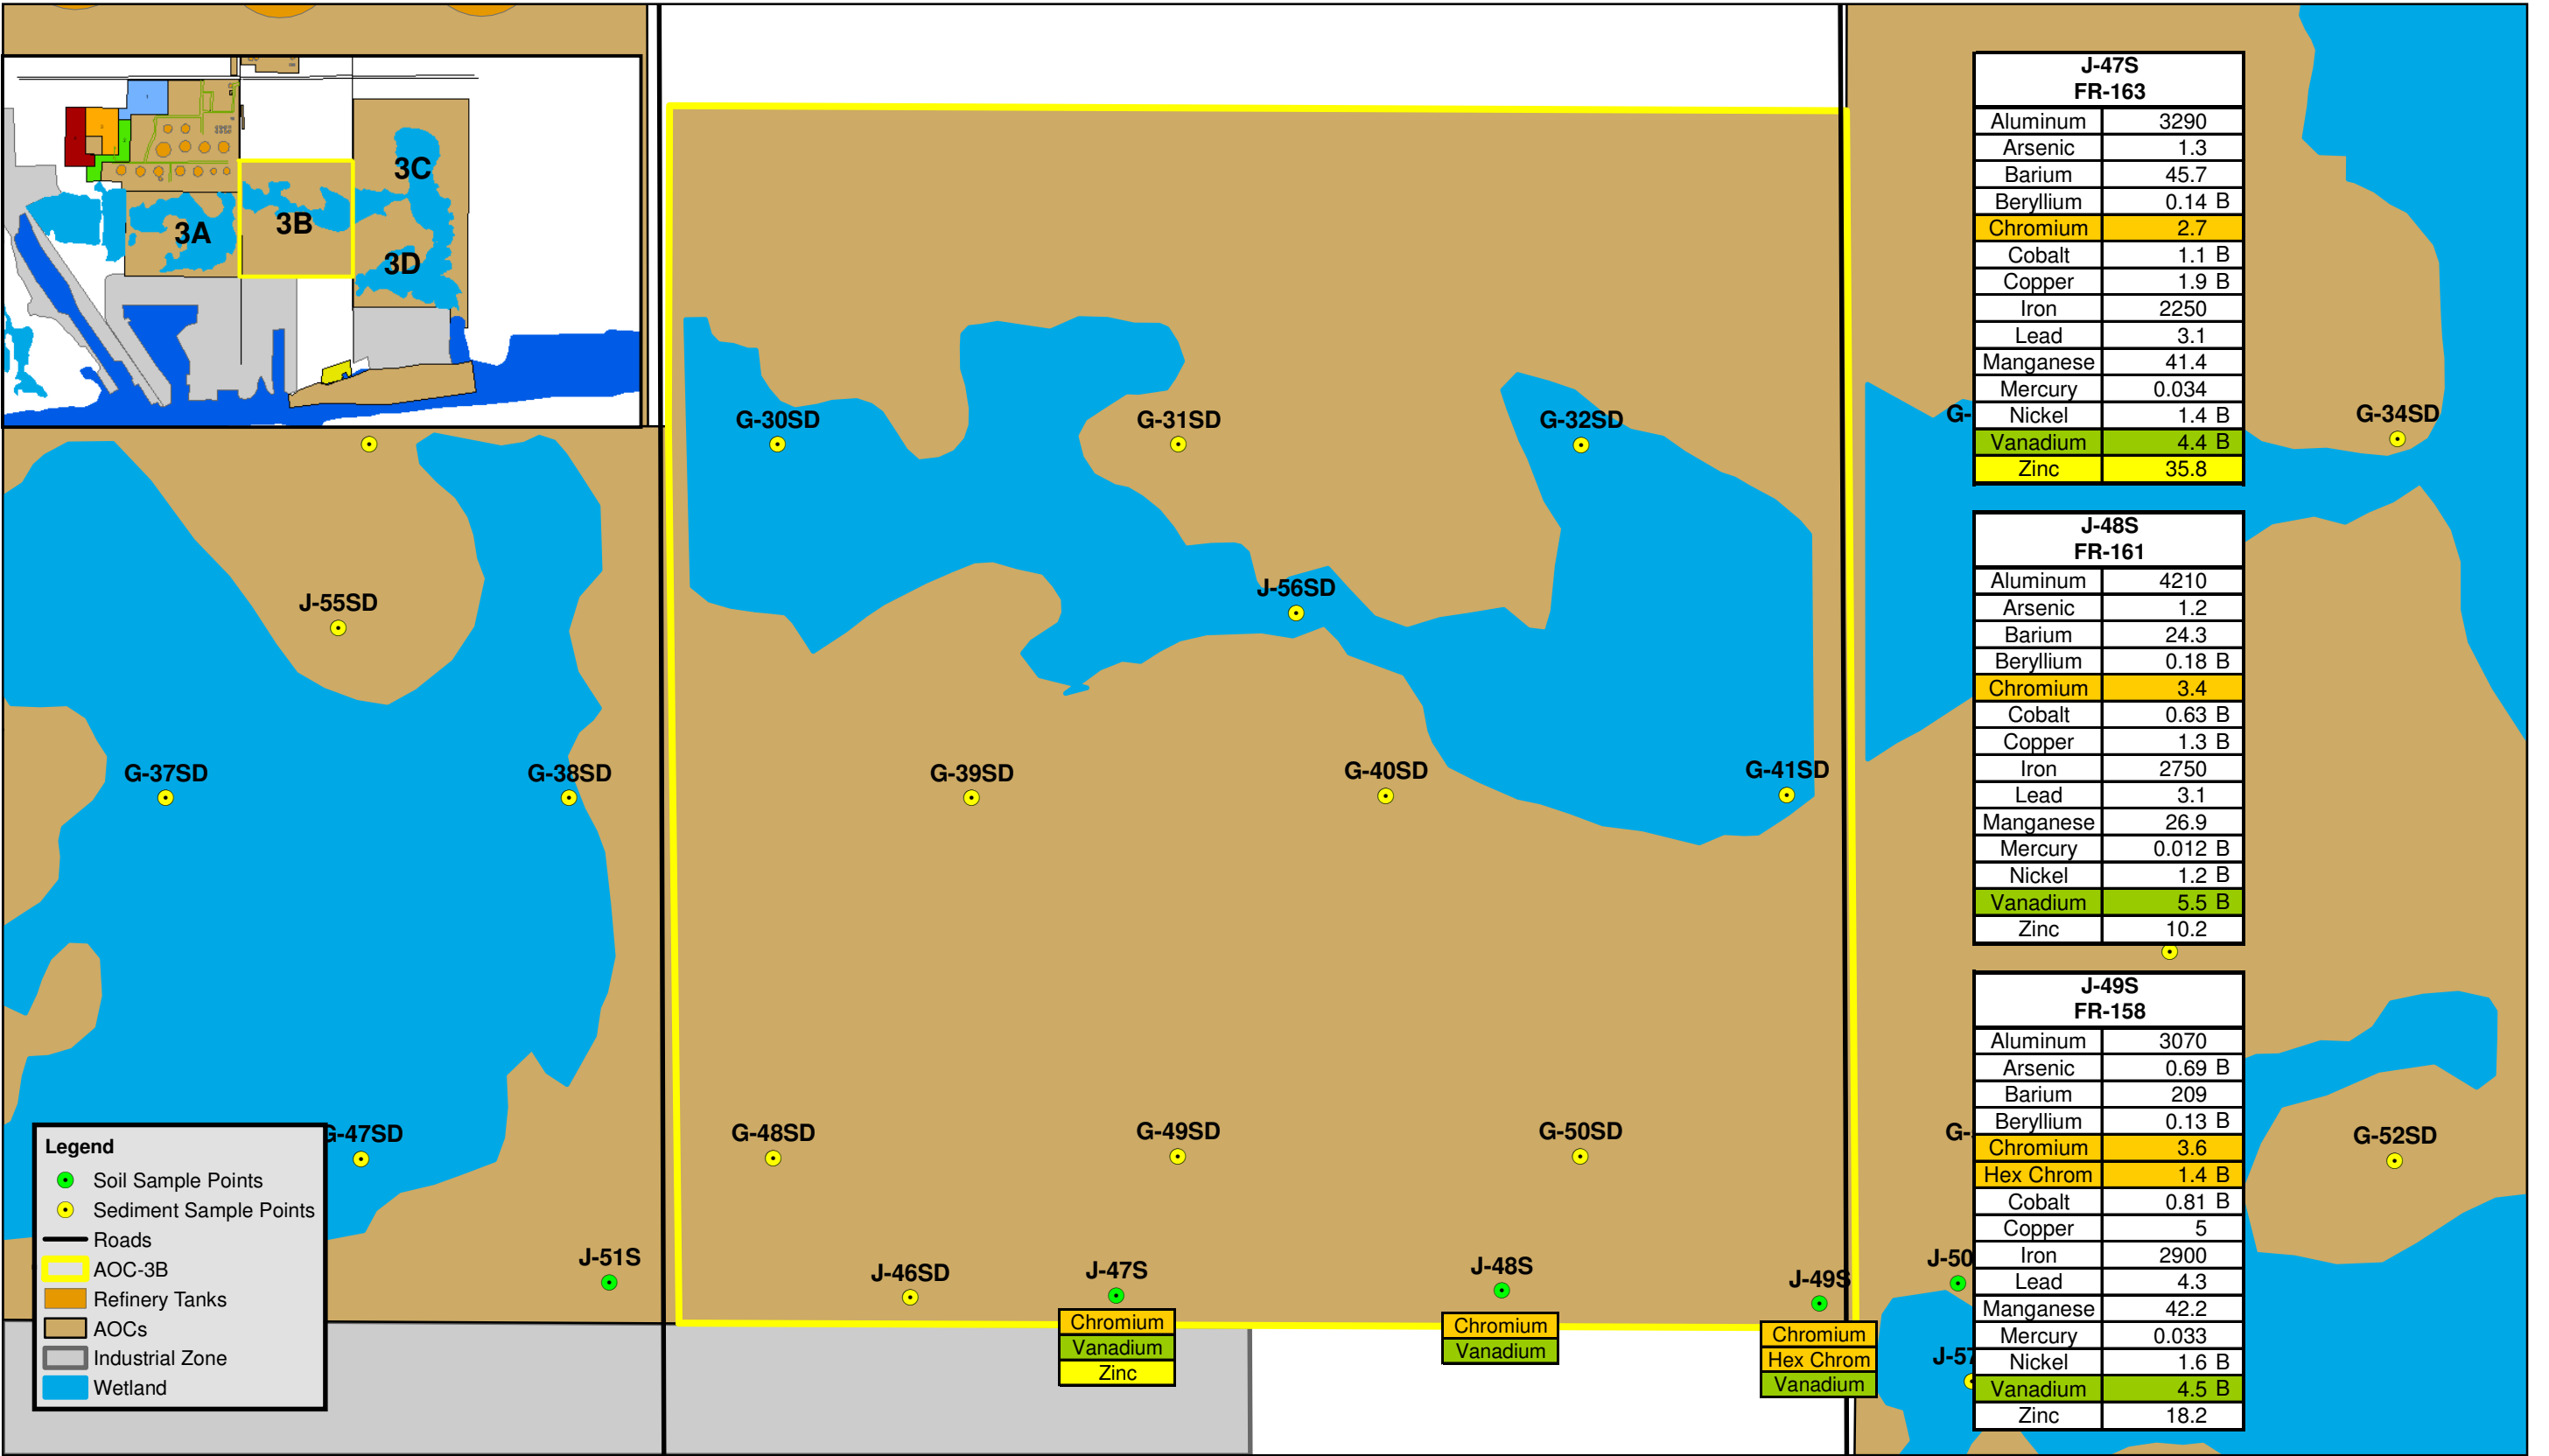 3A
3B
3C
3D
G-30SD
G-31SD
G-32SD
G-34SD
J-55SD
J-56SD
G-37SD
G-38SD
G-39SD
G-40SD
G-41SD
G-47SD
G-48SD
G-49SD
G-50SD
G-52SD
J-51S
J-46SD
J-47S
J-48S
J-49S
J-50
J-57
G-
G-
Chromium
Vanadium
Zinc
Chromium
Vanadium
Chromium
Hex Chrom
Vanadium
Legend
Soil Sample Points
Sediment Sample Points
Roads
AOC-3B
Refinery Tanks
AOCs
Industrial Zone
Wetland
J-47S
FR-163
Aluminum 3290
Arsenic 1.3
Barium 45.7
Beryllium 0.14 B
Chromium 2.7
Cobalt 1.1 B
Copper 1.9 B
Iron 2250
Lead 3.1
Manganese 41.4
Mercury 0.034
Nickel 1.4 B
Vanadium 4.4 B
Zinc 35.8
J-48S
FR-161
Aluminum 4210
Arsenic 1.2
Barium 24.3
Beryllium 0.18 B
Chromium 3.4
Cobalt 0.63 B
Copper 1.3 B
Iron 2750
Lead 3.1
Manganese 26.9
Mercury 0.012 B
Nickel 1.2 B
Vanadium 5.5 B
Zinc 10.2
J-49S
FR-158
Aluminum 3070
Arsenic 0.69 B
Barium 209
Beryllium 0.13 B
Chromium 3.6
Hex Chrom 1.4 B
Cobalt 0.81 B
Copper 5
Iron 2900
Lead 4.3
Manganese 42.2
Mercury 0.033
Nickel 1.6 B
Vanadium 4.5 B
Zinc 18.2